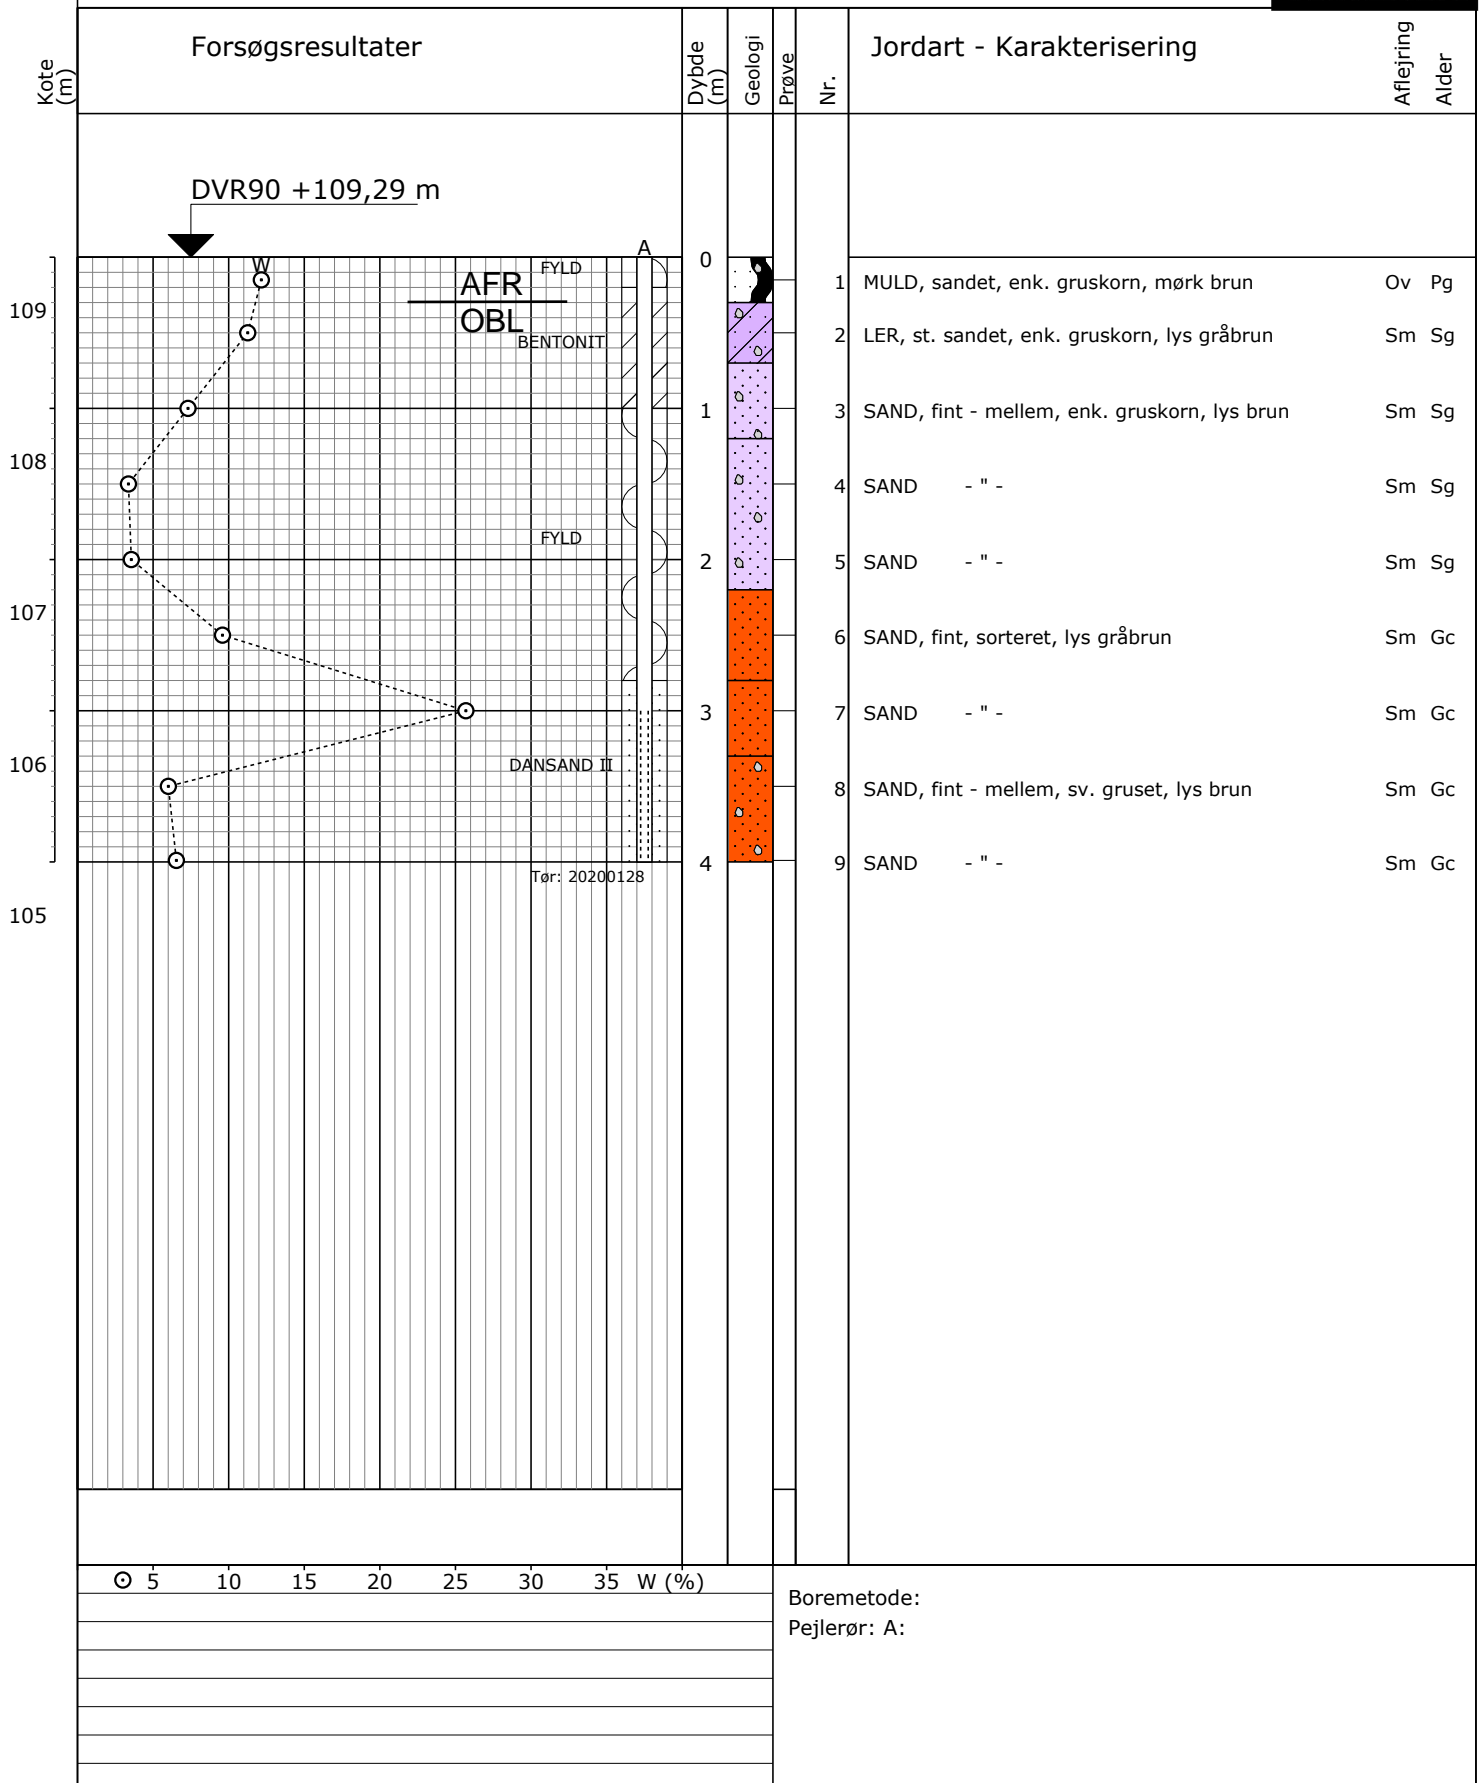 Kote (m)
Forsøgsresultater
Dybde (m)
Geologi
Prøve
Nr.
Jordart - Karakterisering
Aflejring
Alder
DVR90 +109,29 m
A
W
FYLD
0
AFR
1 MULD, sandet, enk. gruskorn, mørk brun Ov Pg
109
OBL
BENTONIT
2 LER, st. sandet, enk. gruskorn, lys gråbrun Sm Sg
1
3 SAND, fint - mellem, enk. gruskorn, lys brun Sm Sg
108
4 SAND - " - Sm Sg
FYLD
2
5 SAND - " - Sm Sg
107
6 SAND, fint, sorteret, lys gråbrun Sm Gc
3
7 SAND - " - Sm Gc
106
DANSAND II
8 SAND, fint - mellem, sv. gruset, lys brun Sm Gc
4
9 SAND - " - Sm Gc
Tør: 20200128
105
5 10 15 20 25 30 35 W (%)
Boremetode:
Pejlerør: A: